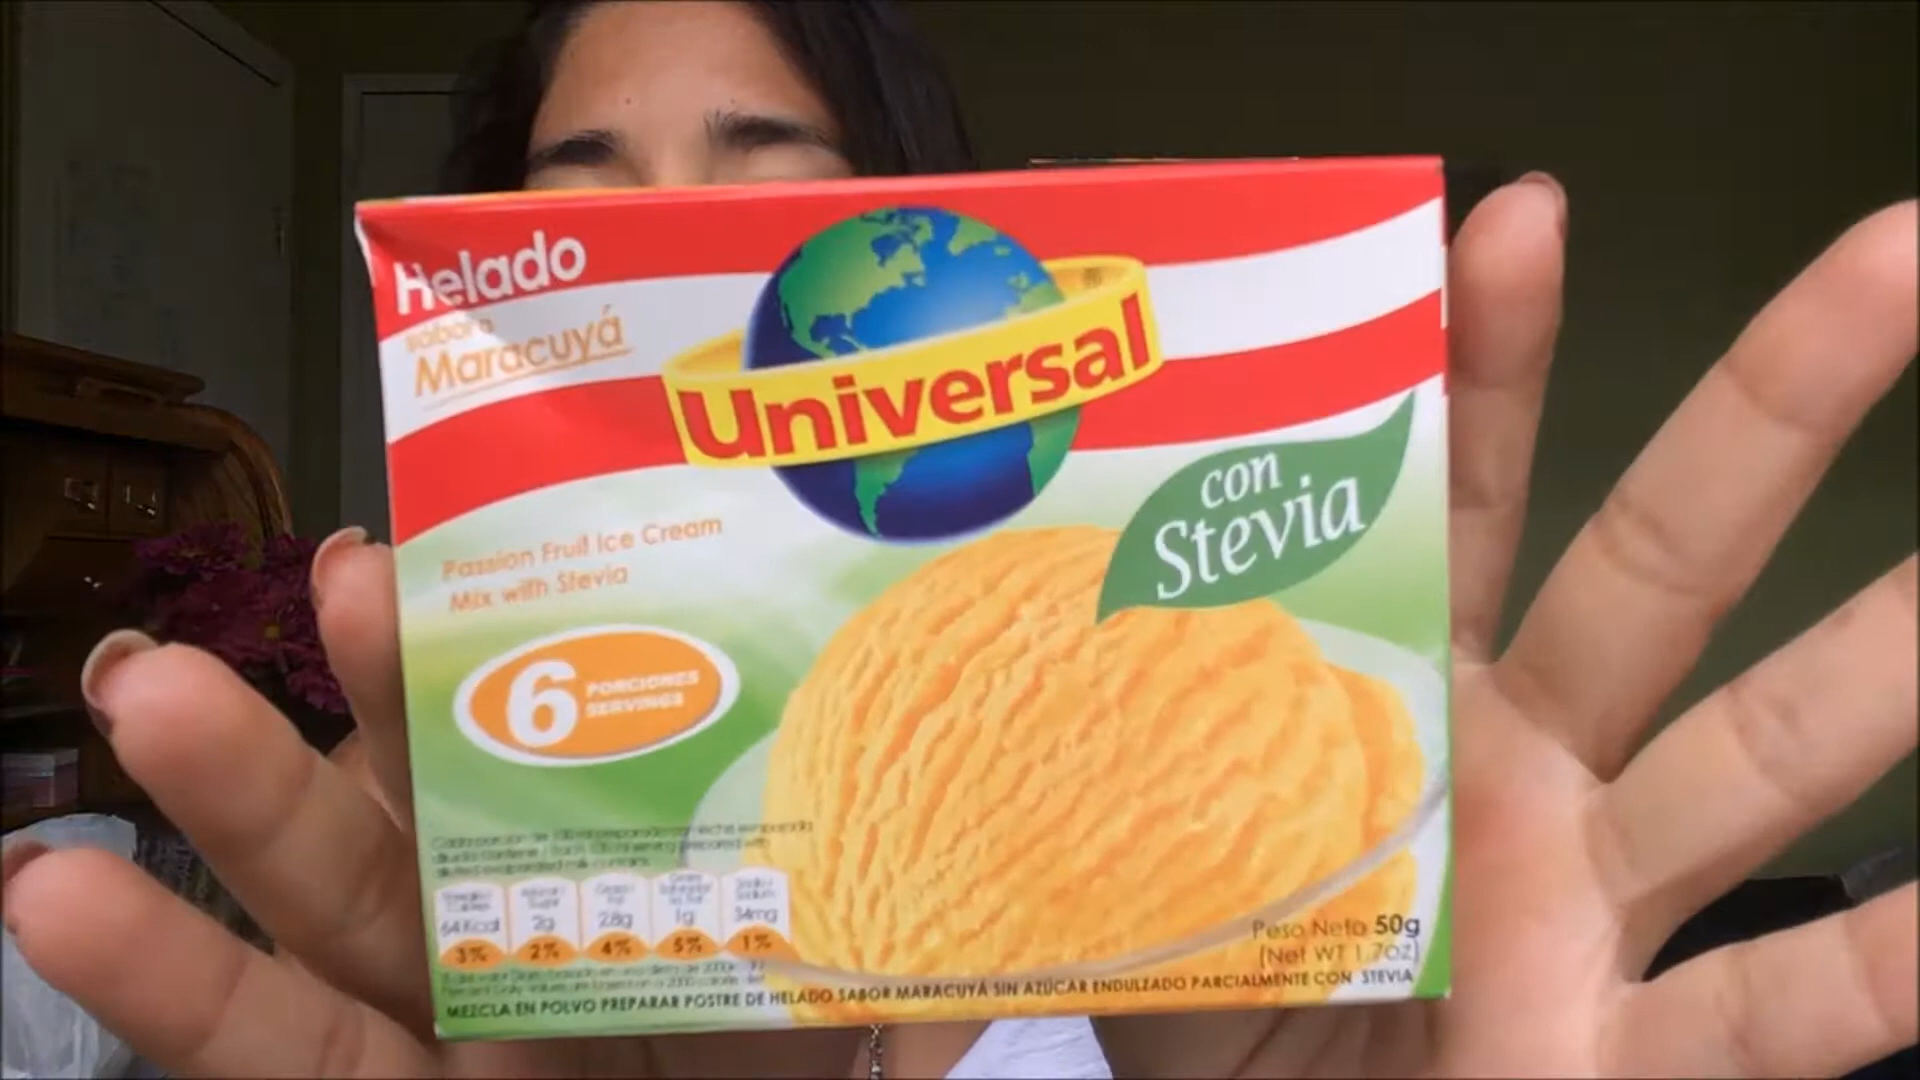 Helado
sabor a
Maracuyá
Universal
®
con
Stevia
Passion Fruit Ice Cream
Mix with Stevia
6 PORCIONES
SERVINGS
64Kcal 2g 2.8g 1g 34mg
3% 2% 4% 5% 1%
Peso Neto 50g
(Net WT 1.7oz)
MEZCLA EN POLVO PREPARAR POSTRE DE HELADO SABOR MARACUYÁ SIN AZÚCAR ENDULZADO PARCIALMENTE CON STEVIA